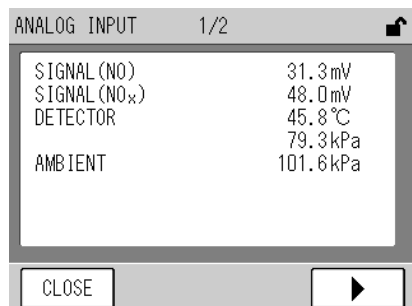 ANALOG INPUT 1/2
SIGNAL(NO) 31.3mV
SIGNAL(NOx) 48.0mV
DETECTOR 45.8℃
79.3kPa
AMBIENT 101.6kPa
CLOSE